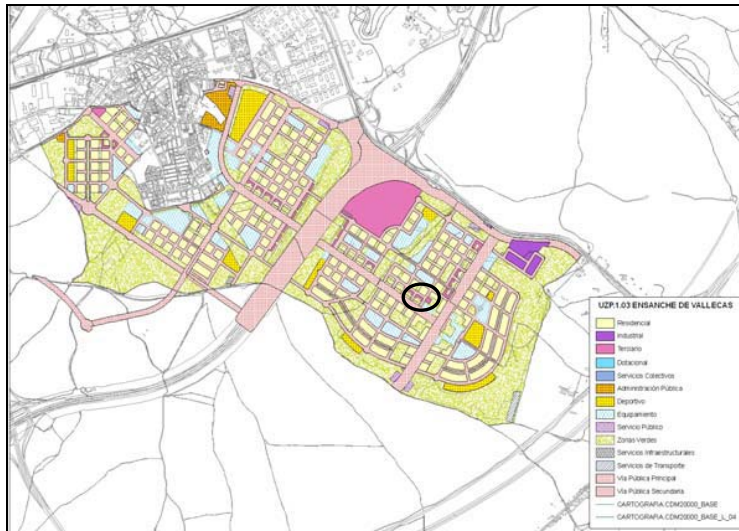 UZP.1.03 ENSANCHE DE VALLECAS
Residencial
Industrial
Terciario
Dotacional
Servicios Colectivos
Administración Pública
Deportivo
Equipamiento
Servicio Público
Zonas Verdes
Servicios Infraestructurales
Servicios de Transporte
Vía Pública Principal
Vía Pública Secundaria
CARTOGRAFIA.CDM20000_BASE
CARTOGRAFIA.CDM20000_BASE_L_04